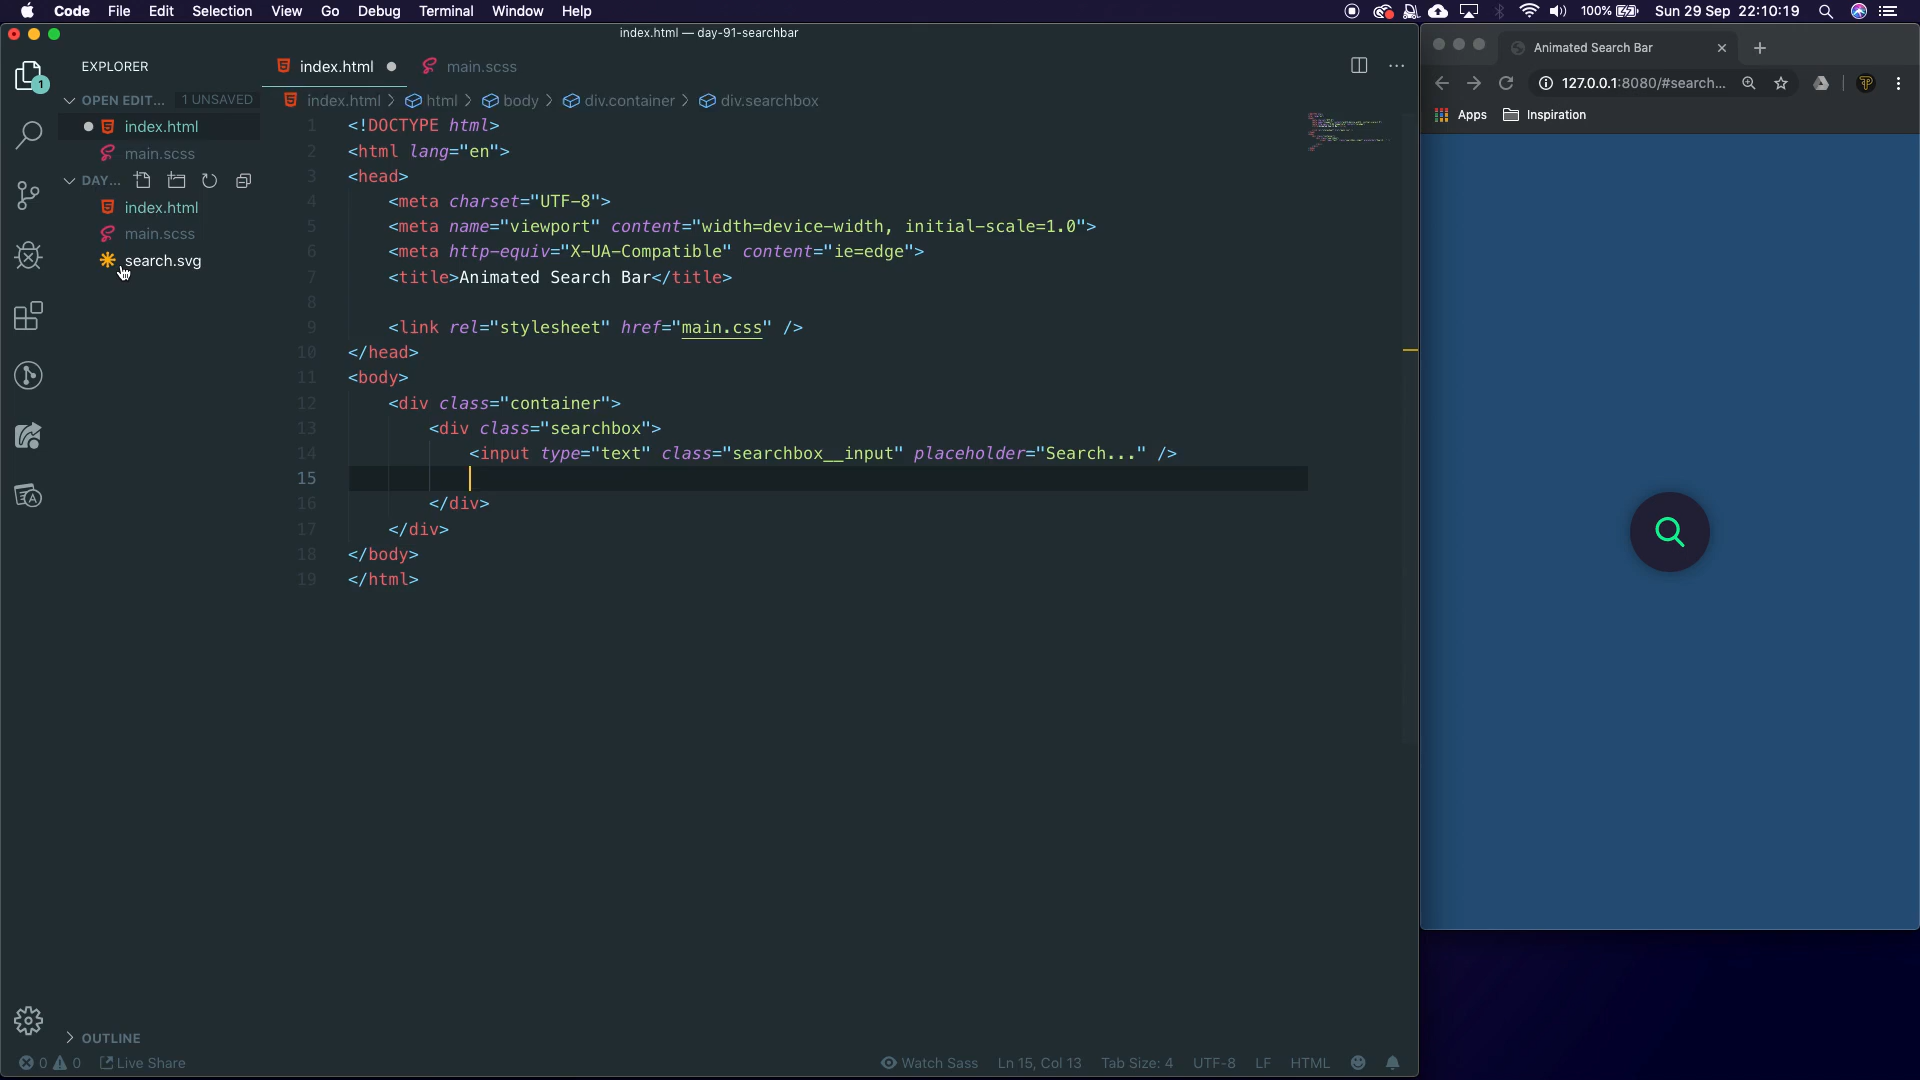 Code File Edit Selection View Go Debug Terminal Window Help 100% Sun 29 Sep 22:10:19
index.html — day-91-searchbar
EXPLORER
OPEN EDIT... 1 UNSAVED
index.html
main.scss
DAY...
index.html
main.scss
search.svg
1
OUTLINE
index.html main.scss
index.html html body div.container div.searchbox
1 <!DOCTYPE html>
2 <html lang="en">
3 <head>
4 <meta charset="UTF-8">
5 <meta name="viewport" content="width=device-width, initial-scale=1.0">
6 <meta http-equiv="X-UA-Compatible" content="ie=edge">
7 <title>Animated Search Bar</title>
8
9 <link rel="stylesheet" href="main.css" />
10 </head>
11 <body>
12 <div class="container">
13 <div class="searchbox">
14 <input type="text" class="searchbox__input" placeholder="Search..." />
15
16 </div>
17 </div>
18 </body>
19 </html>
0 0 Live Share Watch Sass Ln 15, Col 13 Tab Size: 4 UTF-8 LF HTML
Animated Search Bar
127.0.0.1:8080/#search...
Apps Inspiration